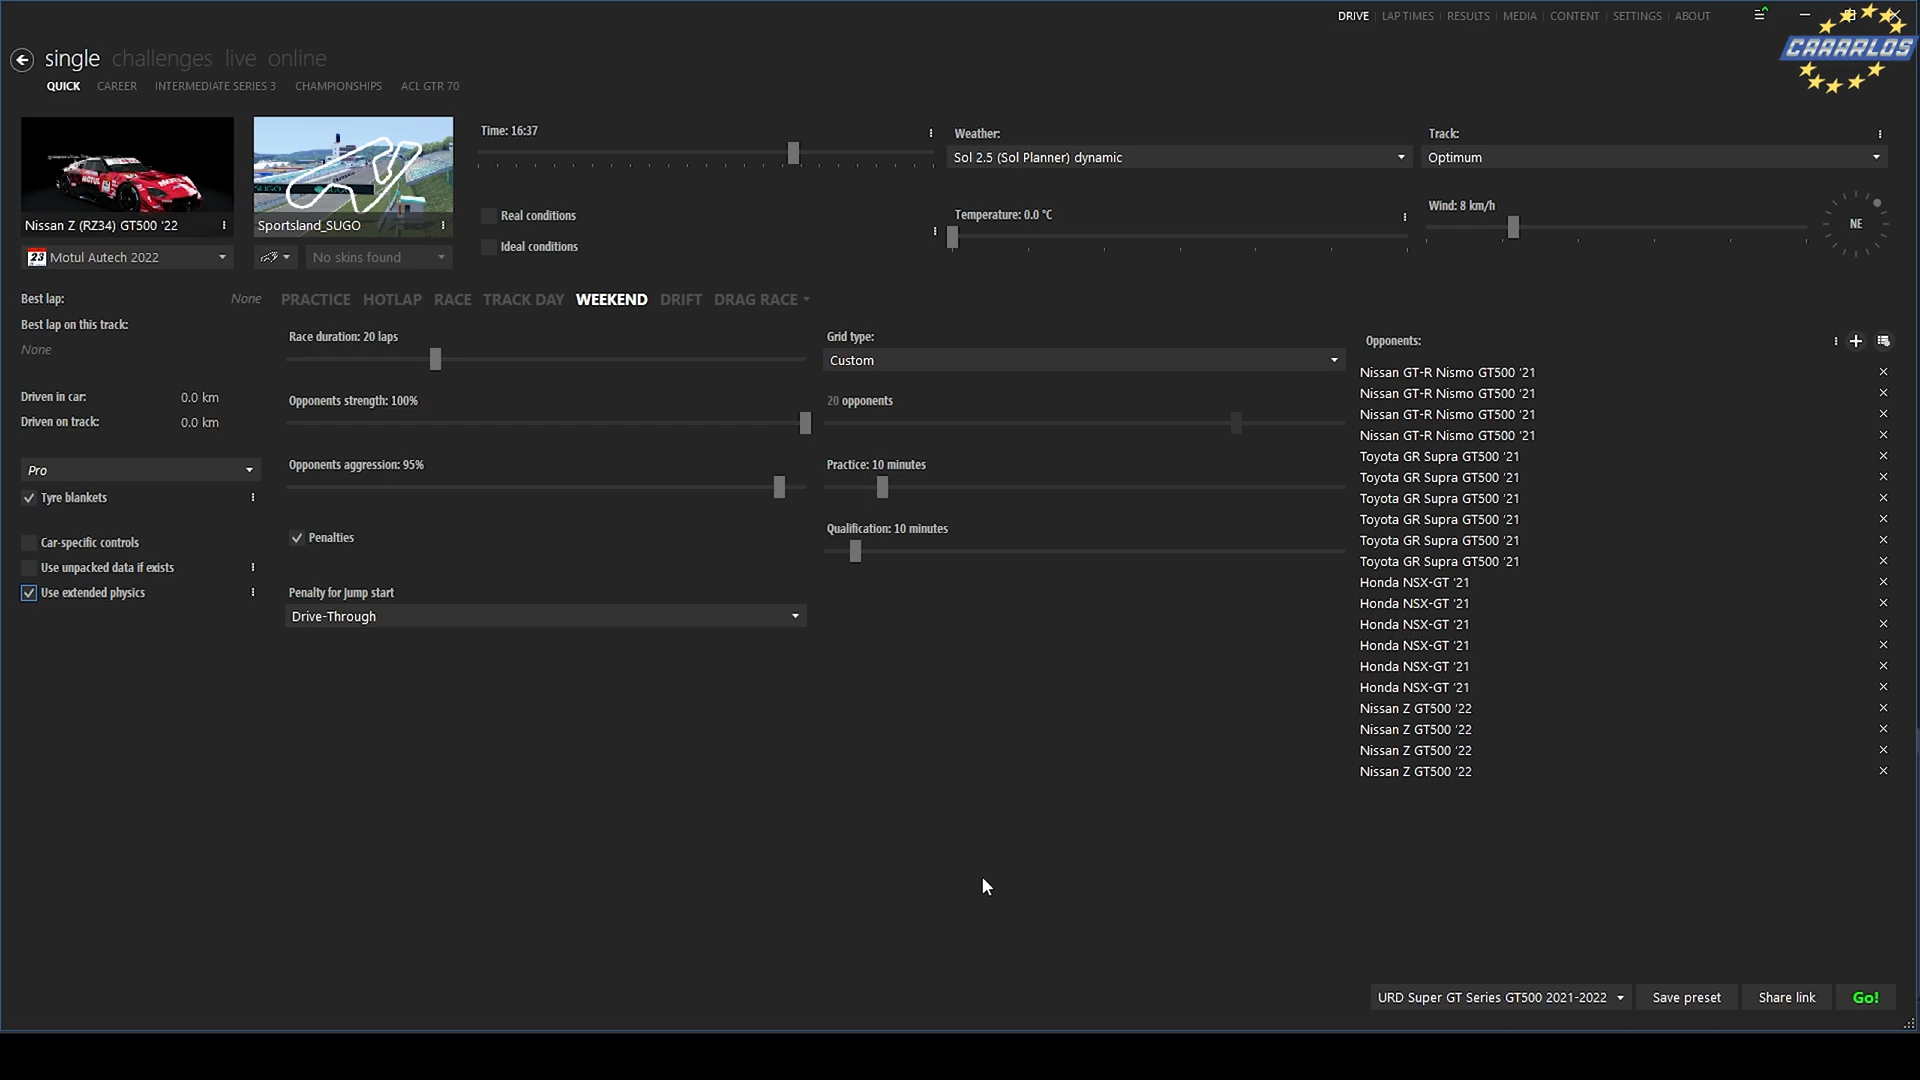 DRIVE LAP TIMES RESULTS MEDIA CONTENT SETTINGS ABOUT
CAAARLOS
single challenges live online
QUICK CAREER INTERMEDIATE SERIES 3 CHAMPIONSHIPS ACL GTR 70
Time: 16:37
Weather:
Track:
Sol 2.5 (Sol Planner) dynamic
Optimum
MOTUL
SUGO
Nissan Z (RZ34) GT500 '22
Sportsland_SUGO
Real conditions
Ideal conditions
Temperature: 0.0 °C
Wind: 8 km/h
NE
23 Motul Autech 2022
No skins found
Best lap: None
Best lap on this track:
None
Driven in car: 0.0 km
Driven on track: 0.0 km
Pro
Tyre blankets
Car-specific controls
Use unpacked data if exists
Use extended physics
PRACTICE HOTLAP RACE TRACK DAY WEEKEND DRIFT DRAG RACE
Race duration: 20 laps
Opponents strength: 100%
Opponents aggression: 95%
Penalties
Penalty for jump start
Drive-Through
Grid type:
Custom
20 opponents
Practice: 10 minutes
Qualification: 10 minutes
Opponents:
Nissan GT-R Nismo GT500 '21
Nissan GT-R Nismo GT500 '21
Nissan GT-R Nismo GT500 '21
Nissan GT-R Nismo GT500 '21
Toyota GR Supra GT500 '21
Toyota GR Supra GT500 '21
Toyota GR Supra GT500 '21
Toyota GR Supra GT500 '21
Toyota GR Supra GT500 '21
Toyota GR Supra GT500 '21
Honda NSX-GT '21
Honda NSX-GT '21
Honda NSX-GT '21
Honda NSX-GT '21
Honda NSX-GT '21
Honda NSX-GT '21
Nissan Z GT500 '22
Nissan Z GT500 '22
Nissan Z GT500 '22
Nissan Z GT500 '22
URD Super GT Series GT500 2021-2022
Save preset
Share link
Go!